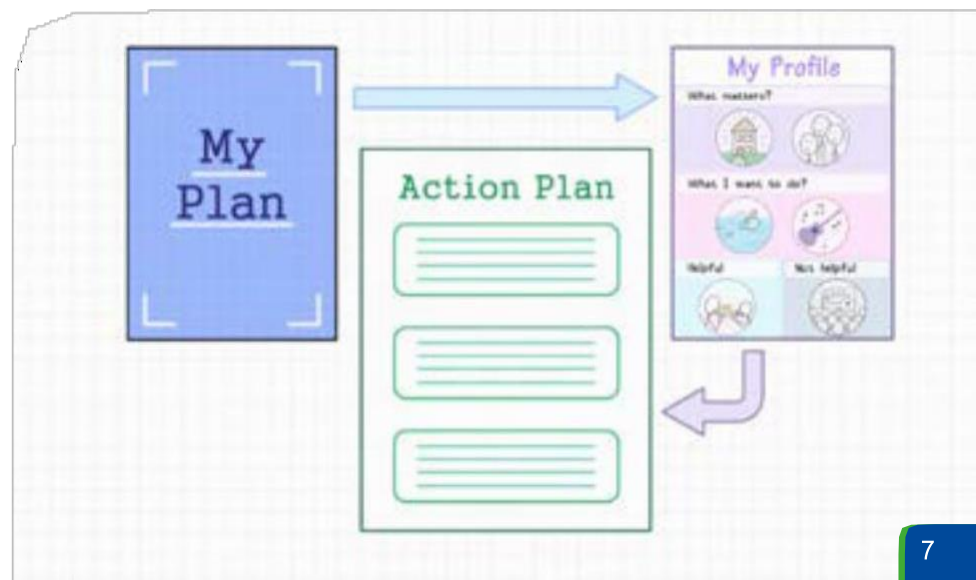 My
Plan
Action Plan
My Profile
What matters?
What I want to do?
Helpful
Not helpful
7